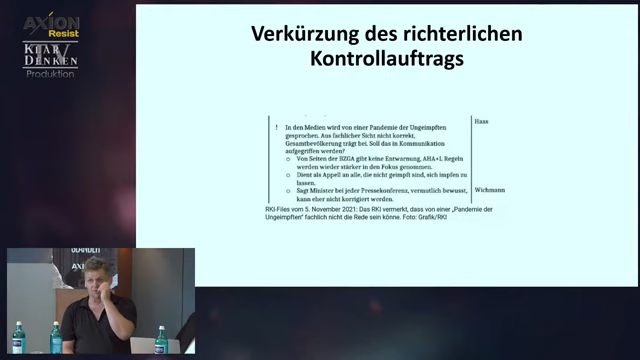 AXION
Resist
KLAR
DENKEN
TV
Produktion
Verkürzung des richterlichen
Kontrollauftrags
! In den Medien wird von einer Pandemie der Ungeimpften
gesprochen. Aus fachlicher Sicht nicht korrekt,
Gesamtbevölkerung trägt bei. Soll das in Kommunikation
aufgegriffen werden?
o Von Seiten der BZGA gibt keine Entwarnung, AHA+L Regeln
werden wieder stärker in den Fokus genommen.
o Dient als Appell an alle, die nicht geimpft sind, sich impfen zu
lassen.
o Sagt Minister bei jeder Pressekonferenz, vermutlich bewusst,
kann eher nicht korrigiert werden.
Haas
Wichmann
RKI-Files vom 5. November 2021: Das RKI vermerkt, dass von einer „Pandemie der
Ungeimpften" fachlich nicht die Rede sein könne. Foto: Grafik/RKI
AXION